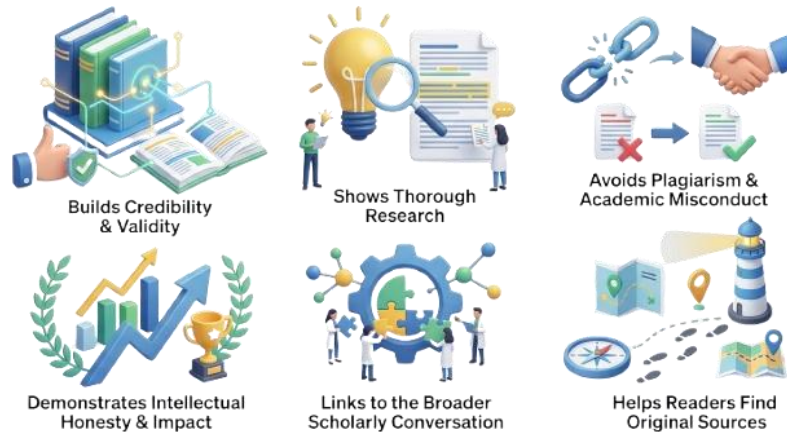 Builds Credibility
& Validity
Shows Thorough
Research
Avoids Plagiarism &
Academic Misconduct
Demonstrates Intellectual
Honesty & Impact
Links to the Broader
Scholarly Conversation
Helps Readers Find
Original Sources